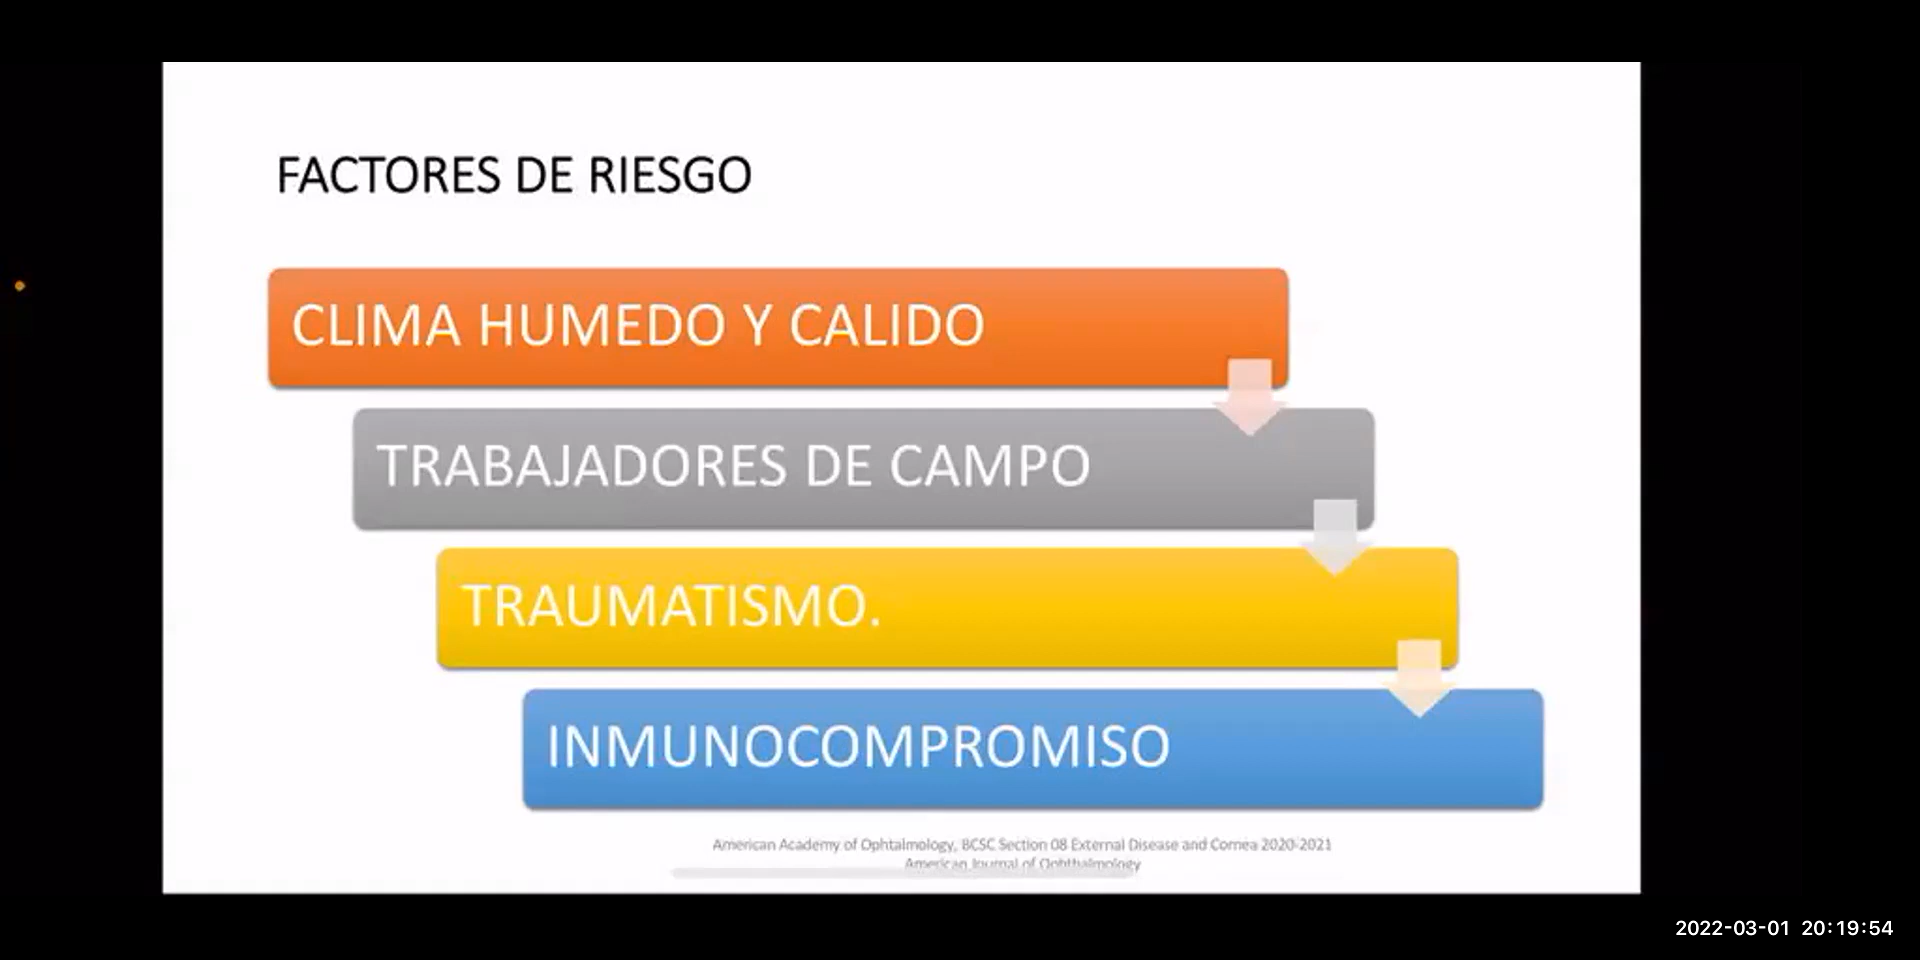 FACTORES DE RIESGO
CLIMA HUMEDO Y CALIDO
TRABAJADORES DE CAMPO
TRAUMATISMO.
INMUNOCOMPROMISO
American Academy of Ophtalmology, BCSC Section 08 External Disease and Cornea 2020-2021
American Journal of Ophthalmology
2022-03-01 20:19:54